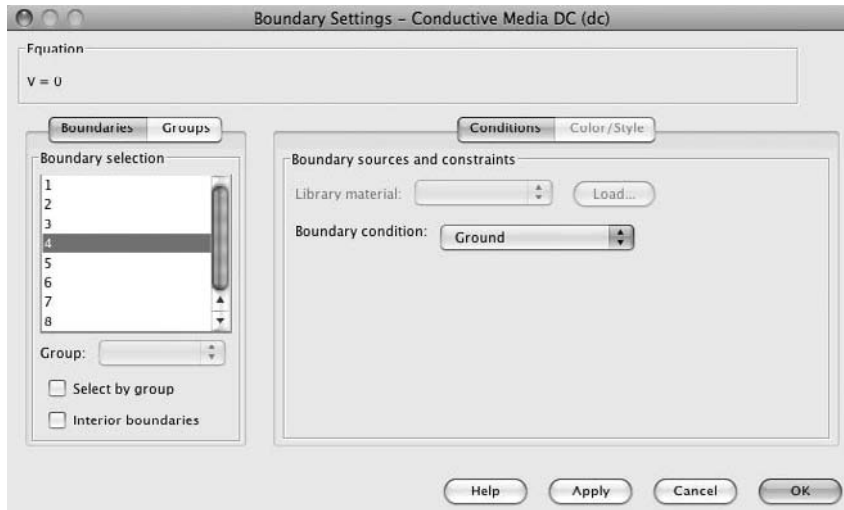 Boundary Settings – Conductive Media DC (dc)
Equation
V = 0
Boundaries Groups
Boundary selection
1
2
3
4
5
6
7
8
Group:
Select by group
Interior boundaries
Conditions Color/Style
Boundary sources and constraints
Library material: Load...
Boundary condition: Ground
Help Apply Cancel OK